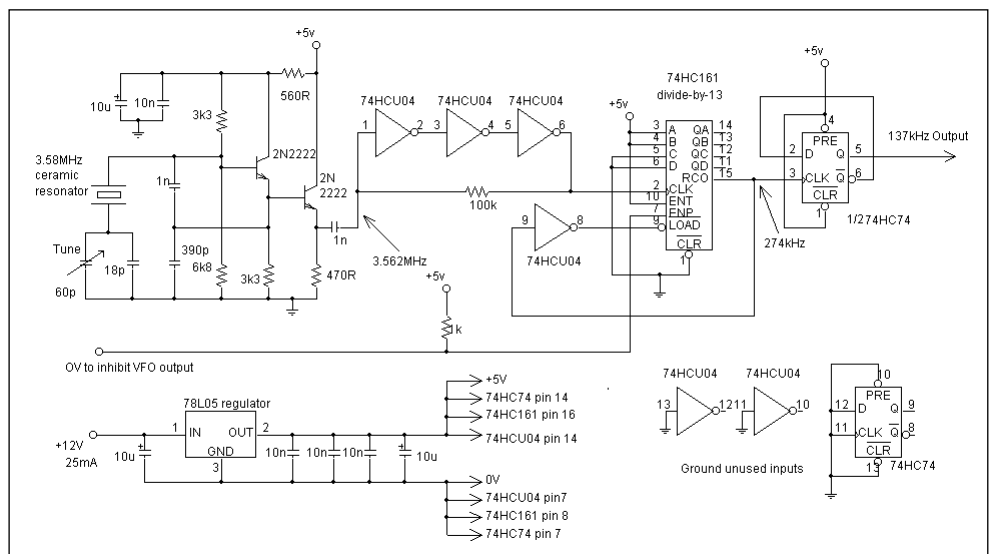 +5v
10u
10n
560R
3k3
2N2222
2N
2222
3.58MHz
ceramic
resonator
1n
1n
Tune
60p
18p
390p
6k8
3k3
470R
3.562MHz
74HCU04
74HCU04
74HCU04
1
2
3
4
5
6
100k
9
8
74HCU04
74HC161
divide-by-13
+5v
3
4
5
6
2
10
7
9
A
B
C
D
CLK
ENT
ENP
LOAD
CLR
1
QA
QB
QC
QD
RCO
14
13
12
11
15
274kHz
+5v
4
PRE
2
D
Q
5
3
CLK
Q
6
CLR
1
1/274HC74
137kHz Output
+5v
1k
0V to inhibit VFO output
78L05 regulator
+12V
25mA
1
IN
OUT
2
GND
3
10u
10n
10n
10n
10u
+5V
74HC74 pin 14
74HC161 pin 16
74HCU04 pin 14
0V
74HCU04 pin7
74HC161 pin 8
74HC74 pin 7
74HCU04
74HCU04
13
12
11
10
Ground unused inputs
10
PRE
12
D
Q
9
11
CLK
Q
8
CLR
13
74HC74